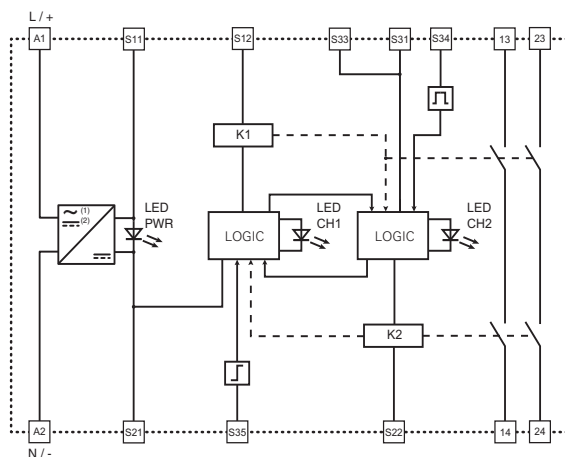 L / +
A1
S11
S12
S33
S31
S34
13
23
K1
(1)
(2)
LED
PWR
LOGIC
LED
CH1
LOGIC
LED
CH2
K2
A2
S21
S35
S22
14
24
N / -